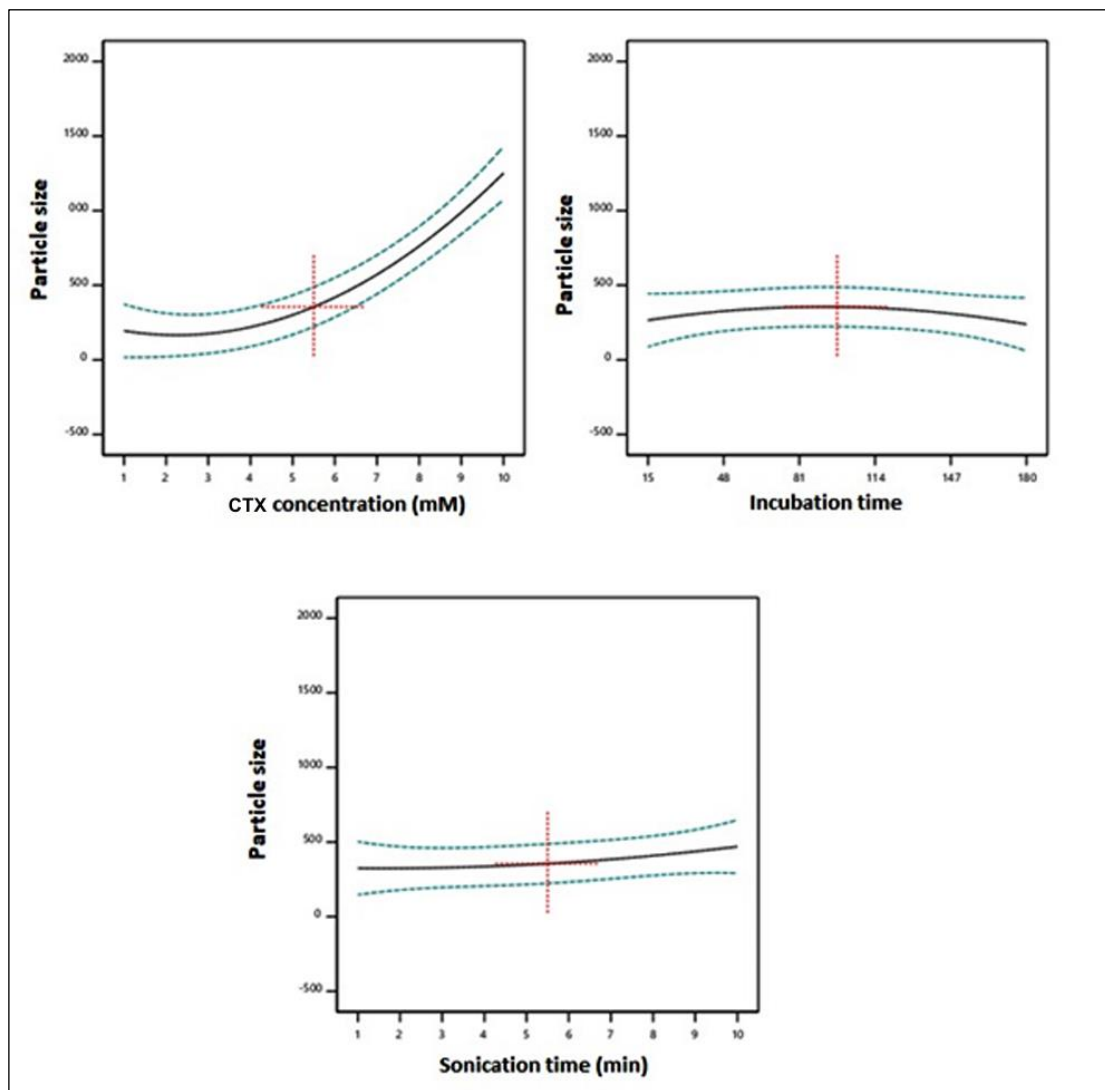 2000
1500
000
500
0
-500
Particle size
1 2 3 4 5 6 7 8 9 10
CTX concentration (mM)
2000
1500
1000
500
0
-500
Particle size
15 48 81 114 147 180
Incubation time
2000
1500
1000
500
0
-500
Particle size
1 2 3 4 5 6 7 8 9 10
Sonication time (min)